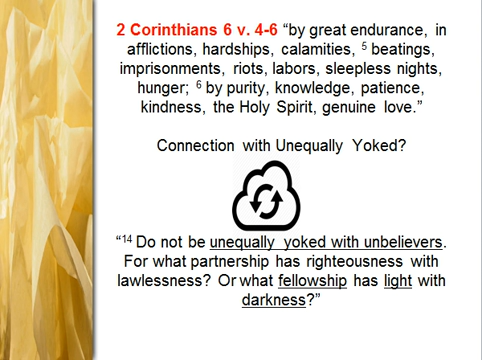 2 Corinthians 6 v. 4-6 “by great endurance, in
afflictions, hardships, calamities, 5 beatings,
imprisonments, riots, labors, sleepless nights,
hunger; 6 by purity, knowledge, patience,
kindness, the Holy Spirit, genuine love.”
Connection with Unequally Yoked?
“14 Do not be unequally yoked with unbelievers.
For what partnership has righteousness with
lawlessness? Or what fellowship has light with
darkness?”